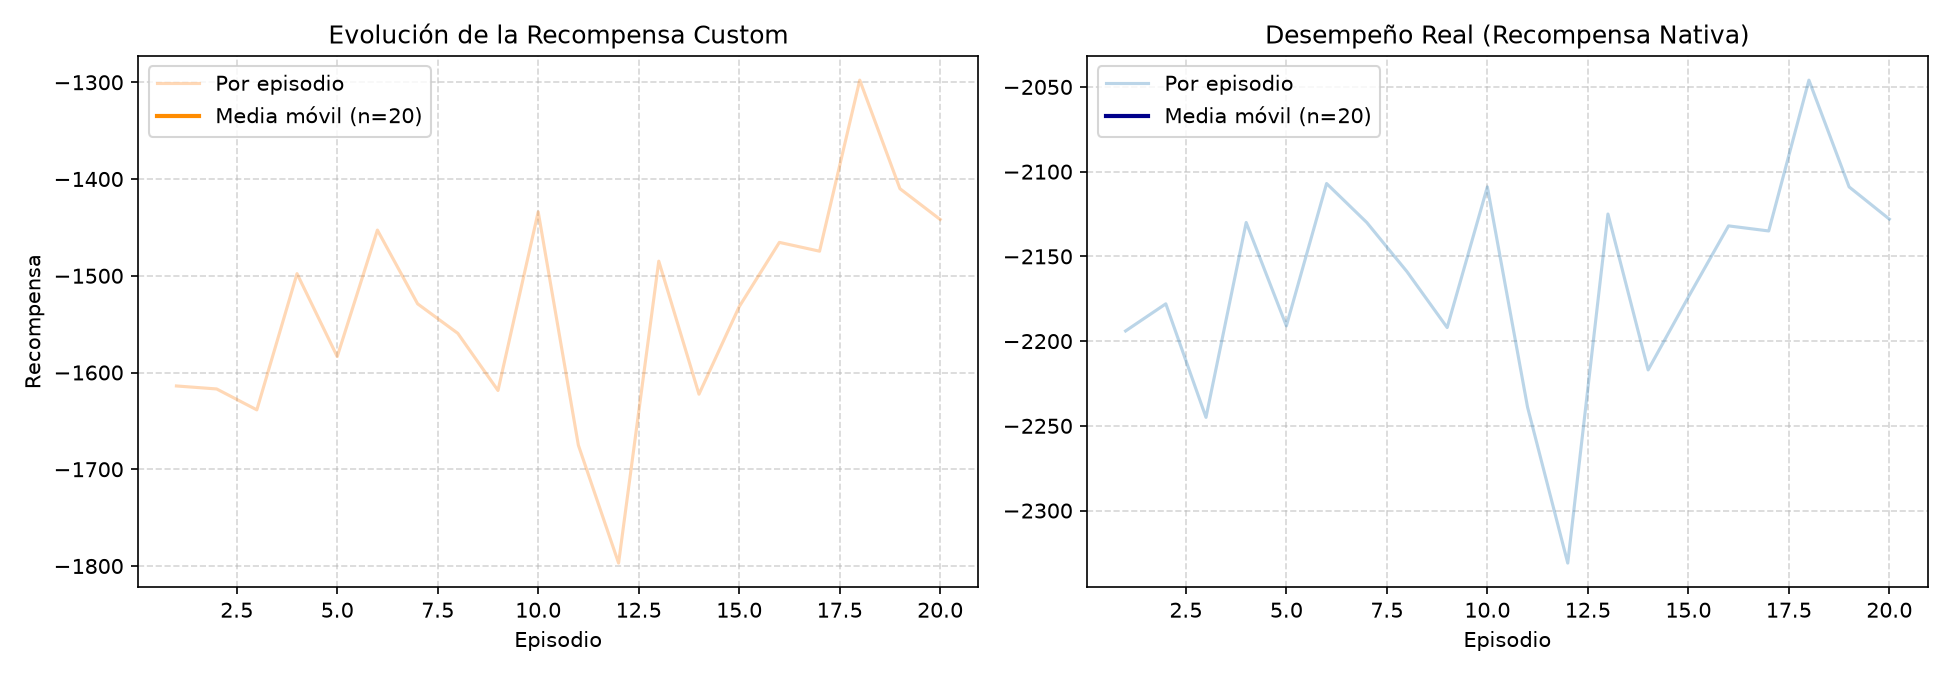 Evolución de la Recompensa Custom
Por episodio
Media móvil (n=20)
−1300
−1400
−1500
−1600
−1700
−1800
Recompensa
2.5 5.0 7.5 10.0 12.5 15.0 17.5 20.0
Episodio
Desempeño Real (Recompensa Nativa)
Por episodio
Media móvil (n=20)
−2050
−2100
−2150
−2200
−2250
−2300
2.5 5.0 7.5 10.0 12.5 15.0 17.5 20.0
Episodio